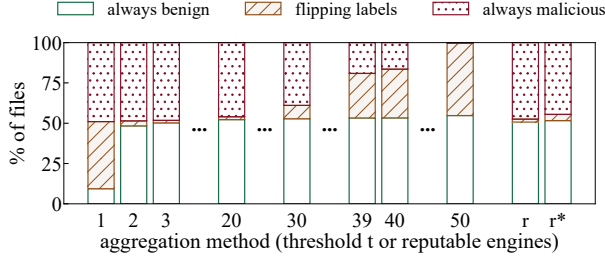 always benign flipping labels always malicious
100
75
50
25
0
% of files
1 2 3 ... 20 ... 30 ... 39 40 ... 50 r r*
aggregation method (threshold t or reputable engines)